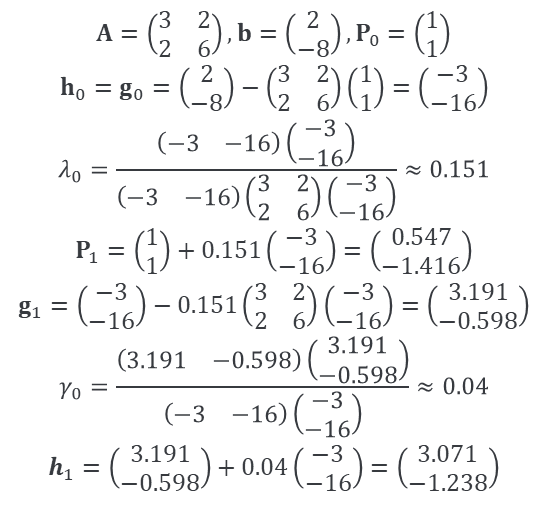 A = (3 2; 2 6), b = (2; −8), P₀ = (1; 1)
h₀ = g₀ = (2; −8) − (3 2; 2 6)(1; 1) = (−3; −16)
λ₀ = (−3 −16)(−3; −16) / (−3 −16)(3 2; 2 6)(−3; −16) ≈ 0.151
P₁ = (1; 1) + 0.151(−3; −16) = (0.547; −1.416)
g₁ = (−3; −16) − 0.151(3 2; 2 6)(−3; −16) = (3.191; −0.598)
γ₀ = (3.191 −0.598)(3.191; −0.598) / (−3 −16)(−3; −16) ≈ 0.04
h₁ = (3.191; −0.598) + 0.04(−3; −16) = (3.071; −1.238)